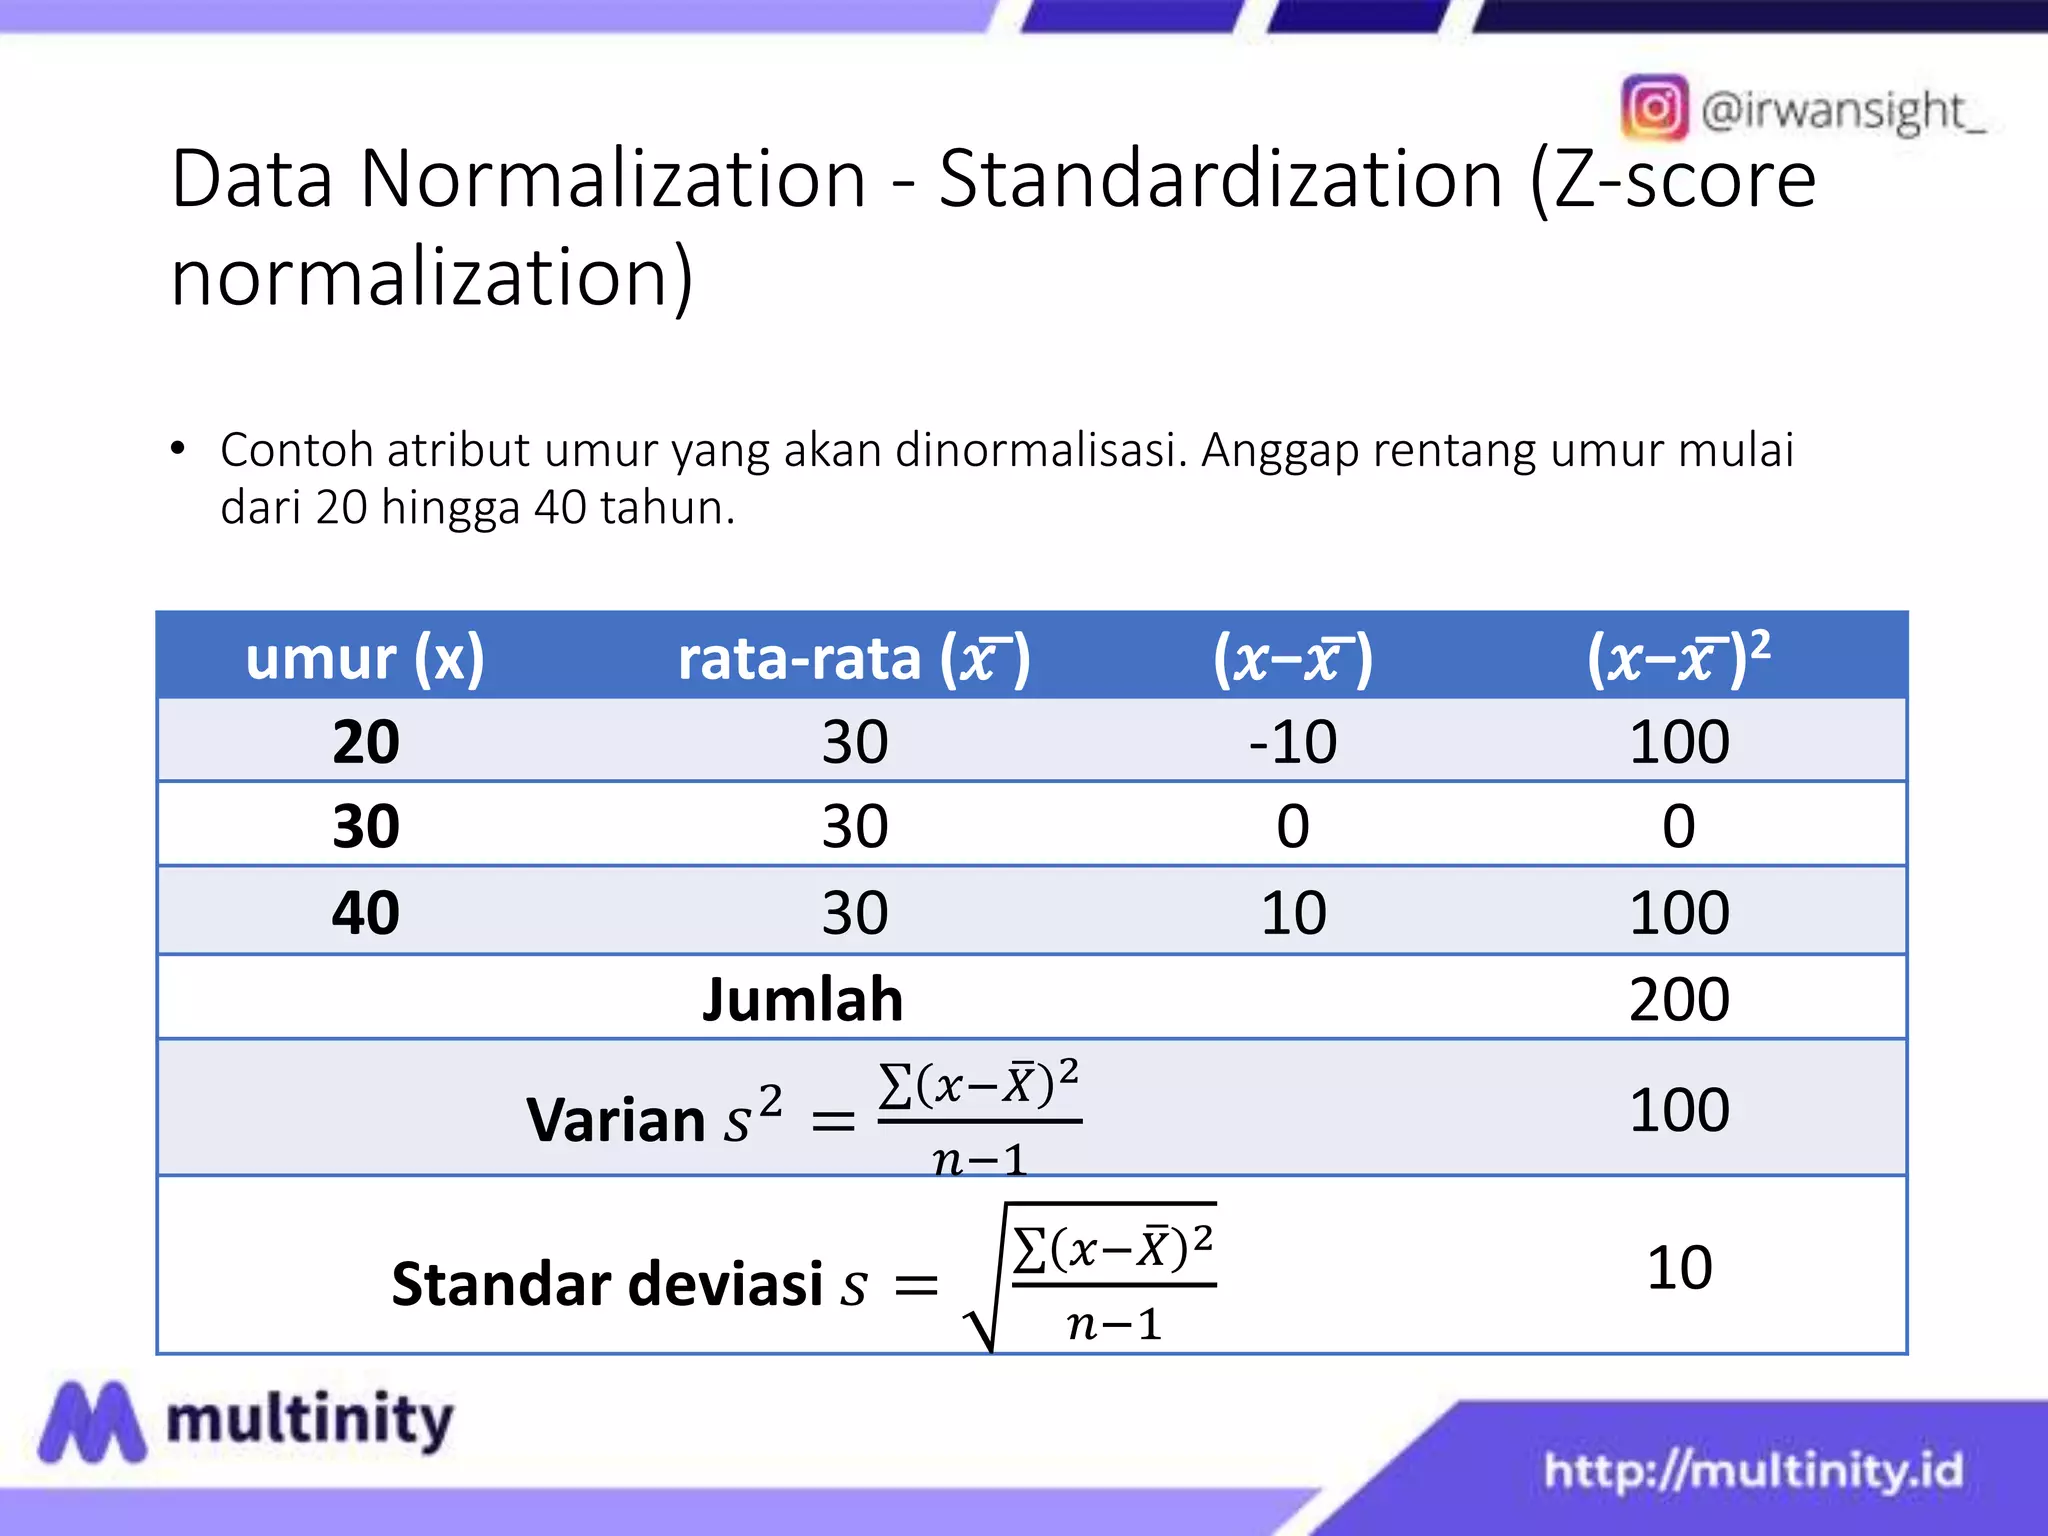 @irwansight_
Data Normalization - Standardization (Z-score
normalization)
• Contoh atribut umur yang akan dinormalisasi. Anggap rentang umur mulai
dari 20 hingga 40 tahun.
umur (x) rata-rata (x̅) (x−x̅) (x−x̅)²
20 30 -10 100
30 30 0 0
40 30 10 100
Jumlah 200
Varian s² = ∑(x−X̄)² / n−1 100
Standar deviasi s = √(∑(x−X̄)² / n−1) 10
multinity
http://multinity.id